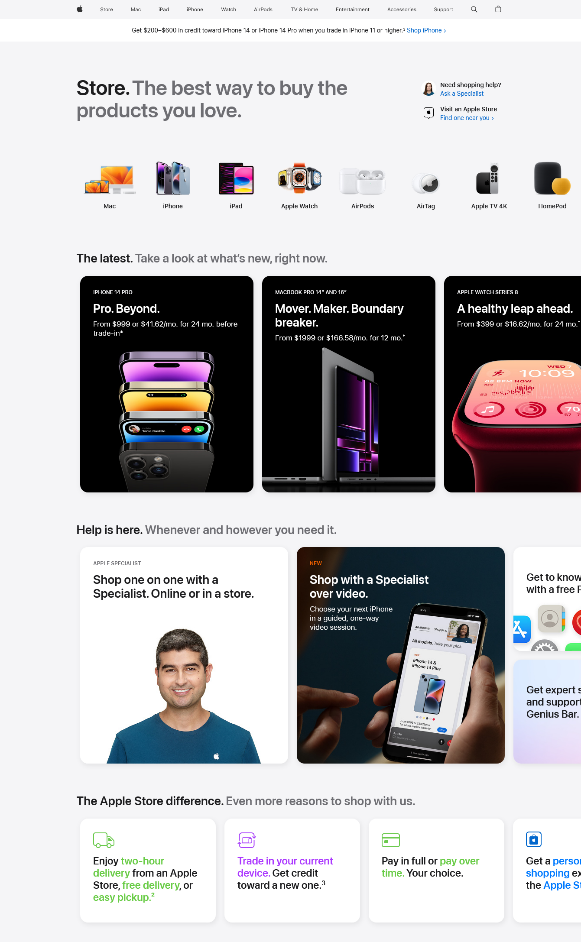 Store Mac iPad iPhone Watch AirPods TV & Home Entertainment Accessories Support
Get $200–$600 in credit toward iPhone 14 or iPhone 14 Pro when you trade in iPhone 11 or higher.¹ Shop iPhone >
Store. The best way to buy the
products you love.
Need shopping help?
Ask a Specialist
Visit an Apple Store
Find one near you >
Mac
iPhone
iPad
Apple Watch
AirPods
AirTag
Apple TV 4K
HomePod
The latest. Take a look at what's new, right now.
IPHONE 14 PRO
Pro. Beyond.
From $999 or $41.62/mo. for 24 mo. before
trade‑in*
MACBOOK PRO 14" AND 16"
Mover. Maker. Boundary
breaker.
From $1999 or $166.58/mo. for 12 mo.*
APPLE WATCH SERIES 8
A healthy leap ahead.
From $399 or $16.62/mo. for 24 mo.*
WED
10:09
Help is here. Whenever and however you need it.
APPLE SPECIALIST
Shop one on one with a
Specialist. Online or in a store.
NEW
Shop with a Specialist
over video.
Choose your next iPhone
in a guided, one-way
video session.
iPhone 14 &
iPhone 14 Plus
Get to know
with a free
Get expert
and support
Genius Bar.
The Apple Store difference. Even more reasons to shop with us.
Enjoy two-hour
delivery from an Apple
Store, free delivery, or
easy pickup.²
Trade in your current
device. Get credit
toward a new one.³
Pay in full or pay over
time. Your choice.
Get a
shopping
the Apple